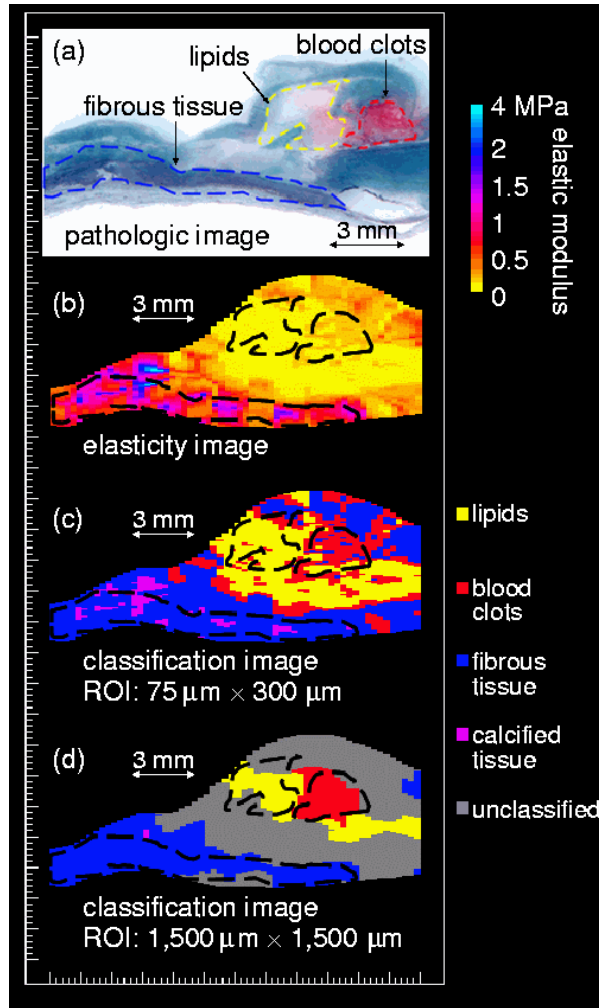 (a)
lipids
blood clots
fibrous tissue
pathologic image
3 mm
4 MPa
2
1.5
1
0.5
0
elastic modulus
(b)
3 mm
elasticity image
(c)
3 mm
classification image
ROI: 75 μm × 300 μm
lipids
blood
clots
fibrous
tissue
calcified
tissue
unclassified
(d)
3 mm
classification image
ROI: 1,500 μm × 1,500 μm